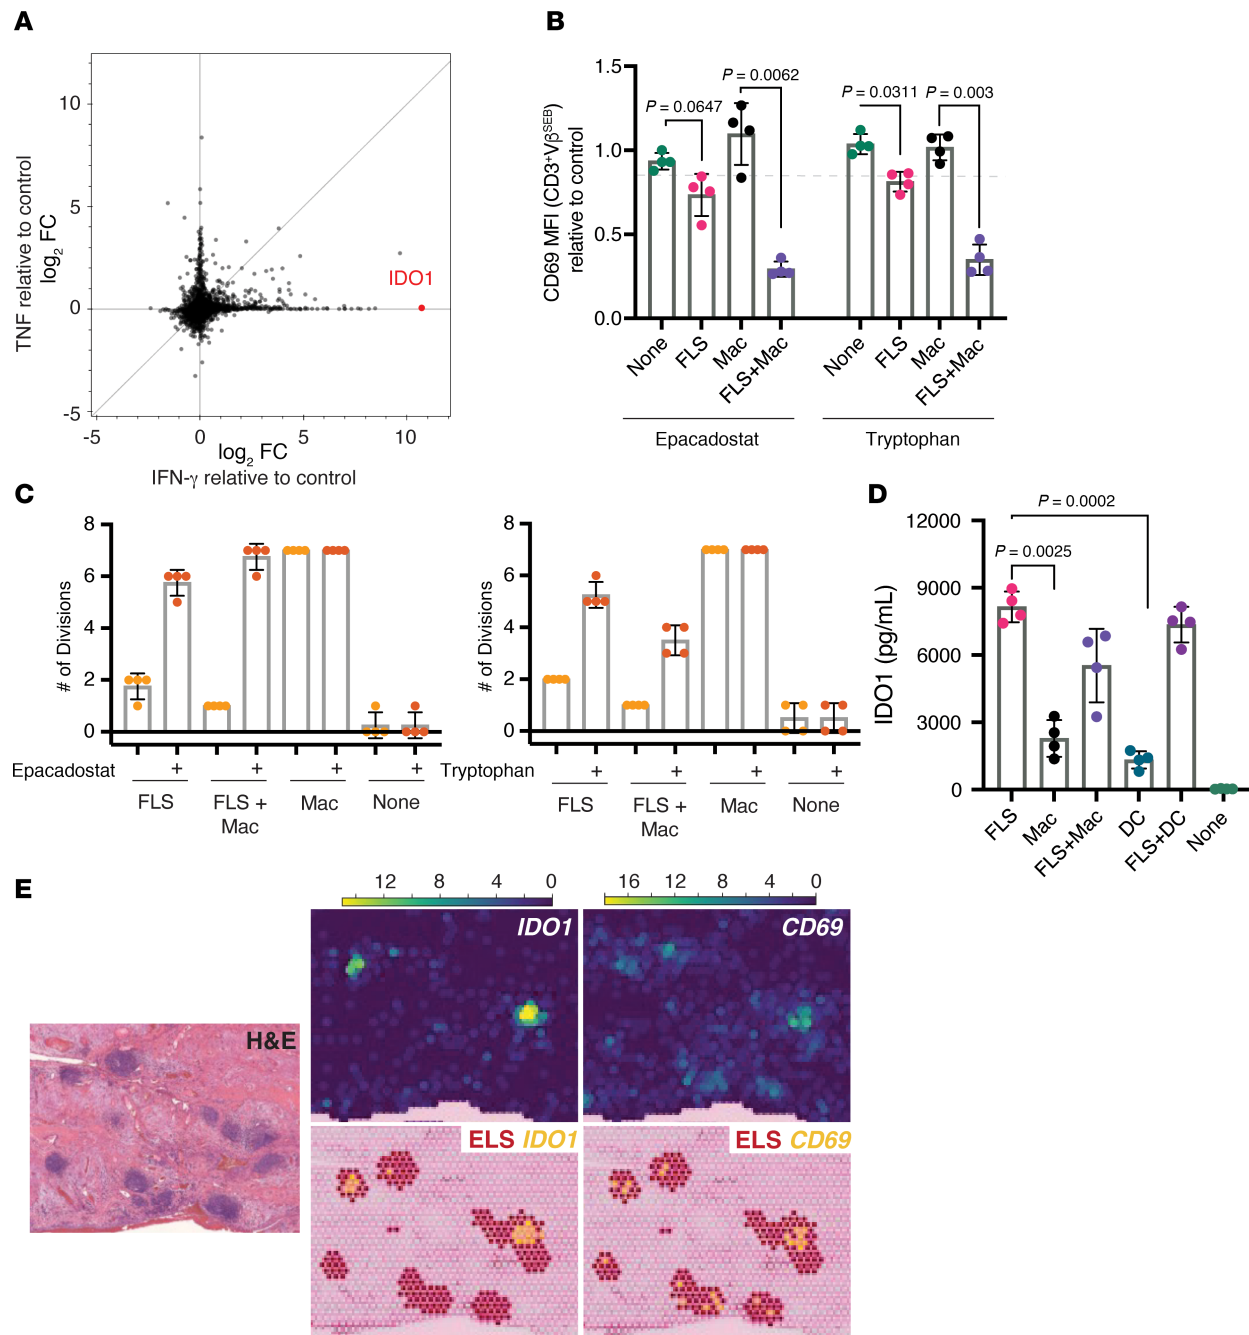 A
TNF relative to control
log2 FC
10
5
0
-5
IDO1
-5
0
5
10
log2 FC
IFN-γ relative to control
B
CD69 MFI (CD3+VβSEB)
relative to control
1.5
1.0
0.5
0.0
P = 0.0647
P = 0.0062
P = 0.0311
P = 0.003
None
FLS
Mac
FLS+Mac
None
FLS
Mac
FLS+Mac
Epacadostat
Tryptophan
C
# of Divisions
8
6
4
2
0
Epacadostat
+
+
+
+
FLS
FLS +
Mac
Mac
None
# of Divisions
8
6
4
2
0
Tryptophan
+
+
+
+
FLS
FLS +
Mac
Mac
None
D
IDO1 (pg/mL)
12000
9000
6000
3000
0
P = 0.0002
P = 0.0025
FLS
Mac
FLS+Mac
DC
FLS+DC
None
E
H&E
12 8 4 0
IDO1
16 12 8 4 0
CD69
ELS IDO1
ELS CD69